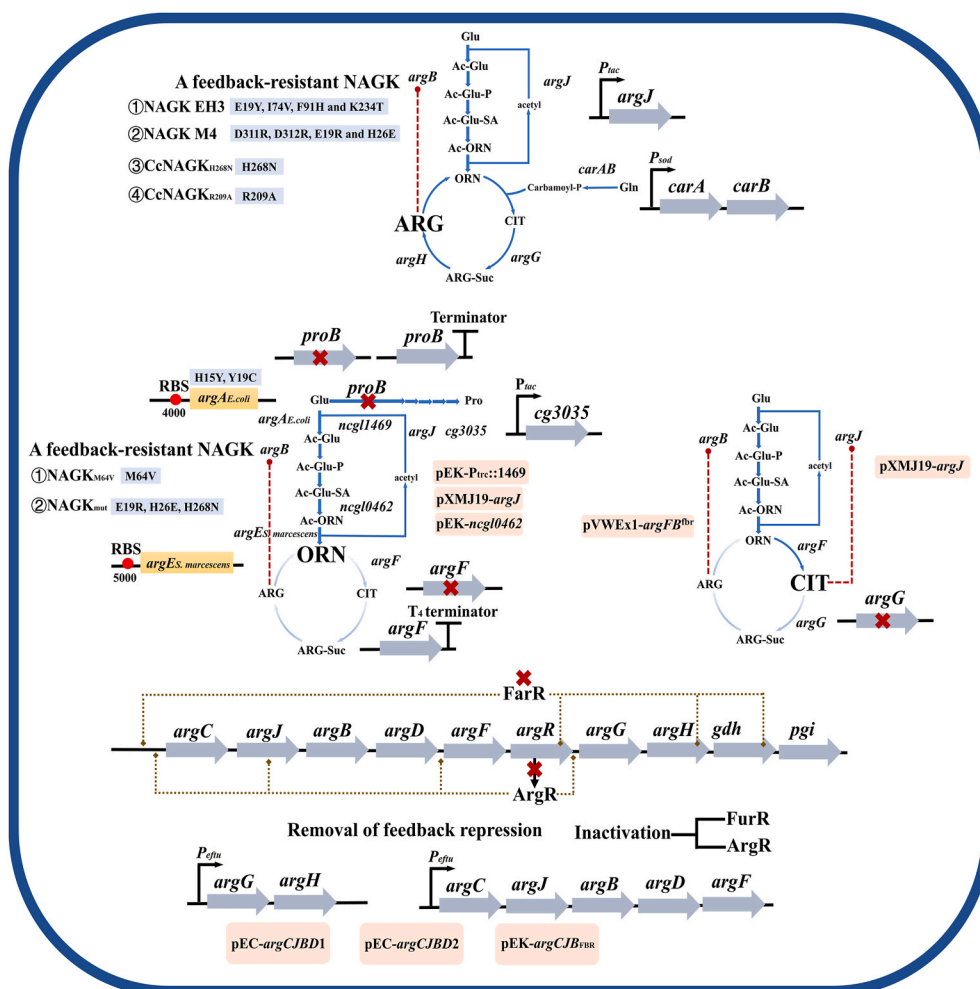 Glu
A feedback-resistant NAGK
argB
Ac-Glu
argJ
Ptac
①NAGK EH3 E19Y, I74V, F91H and K234T
Ac-Glu-P
acetyl
argJ
②NAGK M4 D311R, D312R, E19R and H26E
Ac-Glu-SA
Ac-ORN
③CcNAGKH268N H268N
ORN
carAB
Psod
④CcNAGKR209A R209A
Carbamoyl-P
Gln
carA
carB
ARG
CIT
argH
argG
ARG-Suc
Terminator
proB
proB
H15Y, Y19C
RBS
argAE.coli
4000
Glu
proB
Pro
Ptac
cg3035
argAE.coli
ncgl1469
argJ
cg3035
A feedback-resistant NAGK
argB
Ac-Glu
①NAGKM64V M64V
Ac-Glu-P
acetyl
pEK-Ptrc::1469
②NAGKmut E19R, H26E, H268N
Ac-Glu-SA
ncgl0462
pXMJ19-argJ
Ac-ORN
pEK-ncgl0462
argES. marcescens
ORN
RBS
argES. marcescens
5000
argF
ARG
CIT
argF
T4 terminator
argF
ARG-Suc
Glu
argB
argJ
Ac-Glu
pXMJ19-argJ
Ac-Glu-P
acetyl
Ac-Glu-SA
pVWEx1-argFBfbr
Ac-ORN
ORN
argF
ARG
CIT
argG
argG
ARG-Suc
FarR
argC
argJ
argB
argD
argF
argR
argG
argH
gdh
pgi
ArgR
Removal of feedback repression
Inactivation
FurR
ArgR
Peftu
argG
argH
Peftu
argC
argJ
argB
argD
argF
pEC-argCJBD1
pEC-argCJBD2
pEK-argCJBFBR